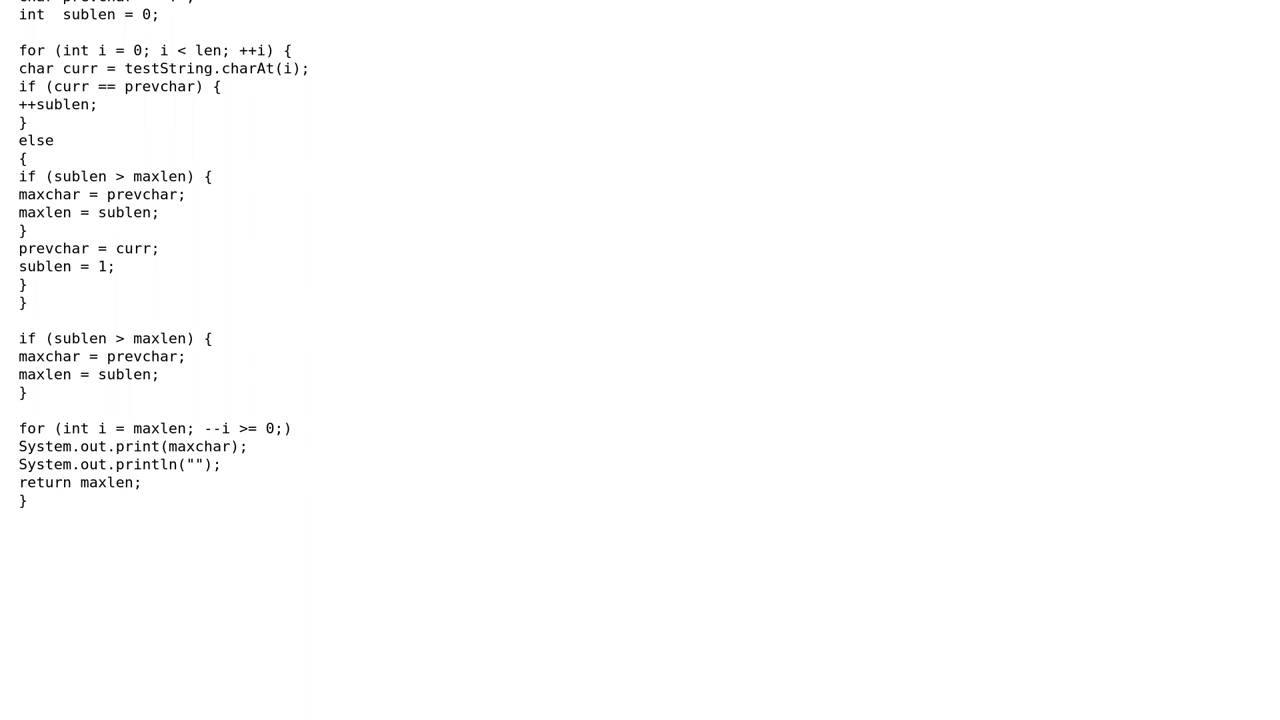 int  sublen = 0;
for (int i = 0; i < len; ++i) {
char curr = testString.charAt(i);
if (curr == prevchar) {
++sublen;
}
else
{
if (sublen > maxlen) {
maxchar = prevchar;
maxlen = sublen;
}
prevchar = curr;
sublen = 1;
}
}
if (sublen > maxlen) {
maxchar = prevchar;
maxlen = sublen;
}
for (int i = maxlen; --i >= 0;)
System.out.print(maxchar);
System.out.println("");
return maxlen;
}